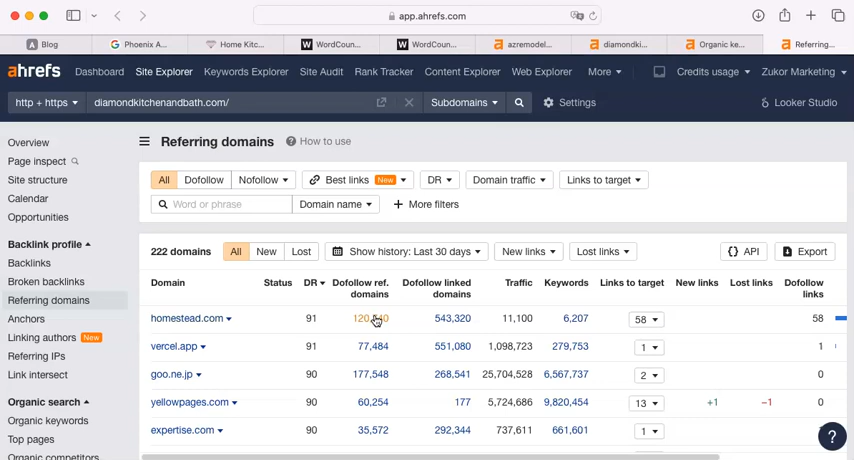 app.ahrefs.com
Blog
Phoenix A...
Home Kitc...
WordCoun...
WordCoun...
azremodel...
diamondki...
Organic ke...
Referring...
ahrefs Dashboard Site Explorer Keywords Explorer Site Audit Rank Tracker Content Explorer Web Explorer More Credits usage Zukor Marketing
http + https diamondkitchenandbath.com/ Subdomains Settings Looker Studio
Overview
Page inspect
Site structure
Calendar
Opportunities
Backlink profile
Backlinks
Broken backlinks
Referring domains
Anchors
Linking authors New
Referring IPs
Link intersect
Organic search
Organic keywords
Top pages
Organic competitors
Referring domains ? How to use
All Dofollow Nofollow Best links New DR Domain traffic Links to target
Word or phrase Domain name + More filters
222 domains All New Lost Show history: Last 30 days New links Lost links {} API Export
Domain Status DR Dofollow ref. domains Dofollow linked domains Traffic Keywords Links to target New links Lost links Dofollow links
homestead.com 91 543,320 11,100 6,207 58 58
vercel.app 91 77,484 551,080 1,098,723 279,753 1 1
goo.ne.jp 90 177,548 268,541 25,704,528 6,567,737 2 0
yellowpages.com 90 60,254 177 5,724,686 9,820,454 13 +1 −1 0
expertise.com 90 35,572 292,344 737,611 661,601 1
?